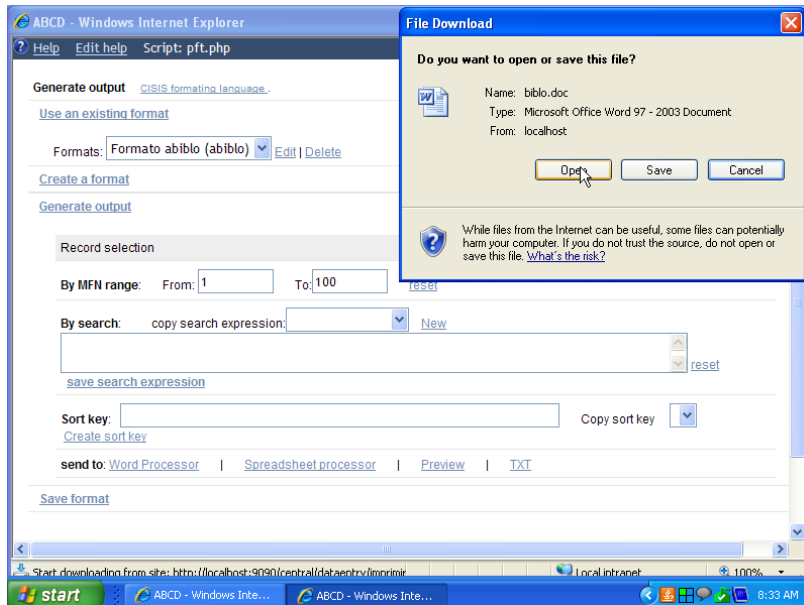 ABCD - Windows Internet Explorer
Help Edit help Script: pft.php
Generate output CISIS formating language .
Use an existing format
Formats: Formato abiblo (abiblo) Edit | Delete
Create a format
Generate output
Record selection
By MFN range: From: 1 To: 100 reset
By search: copy search expression: New
reset
save search expression
Sort key: Copy sort key
Create sort key
send to: Word Processor | Spreadsheet processor | Preview | TXT
Save format
File Download
Do you want to open or save this file?
Name: biblo.doc
Type: Microsoft Office Word 97 - 2003 Document
From: localhost
Open Save Cancel
While files from the Internet can be useful, some files can potentially
harm your computer. If you do not trust the source, do not open or
save this file. What's the risk?
Start downloading from site: http://localhost:9090/central/dataentry/imprimir Local intranet 100%
start ABCD - Windows Inte... ABCD - Windows Inte... 8:33 AM